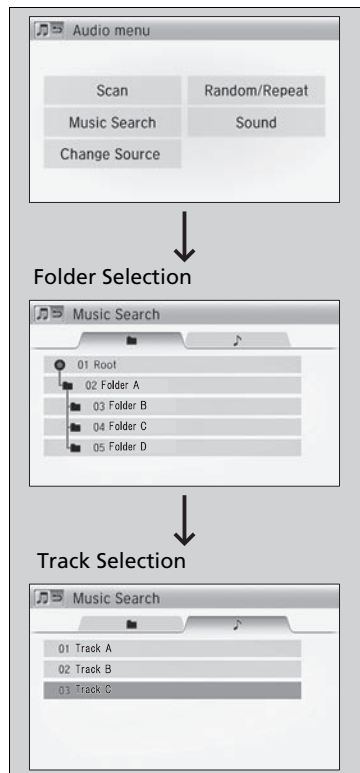 Audio menu
Scan Random/Repeat
Music Search Sound
Change Source
Folder Selection
Music Search
01 Root
02 Folder A
03 Folder B
04 Folder C
05 Folder D
Track Selection
Music Search
01 Track A
02 Track B
03 Track C